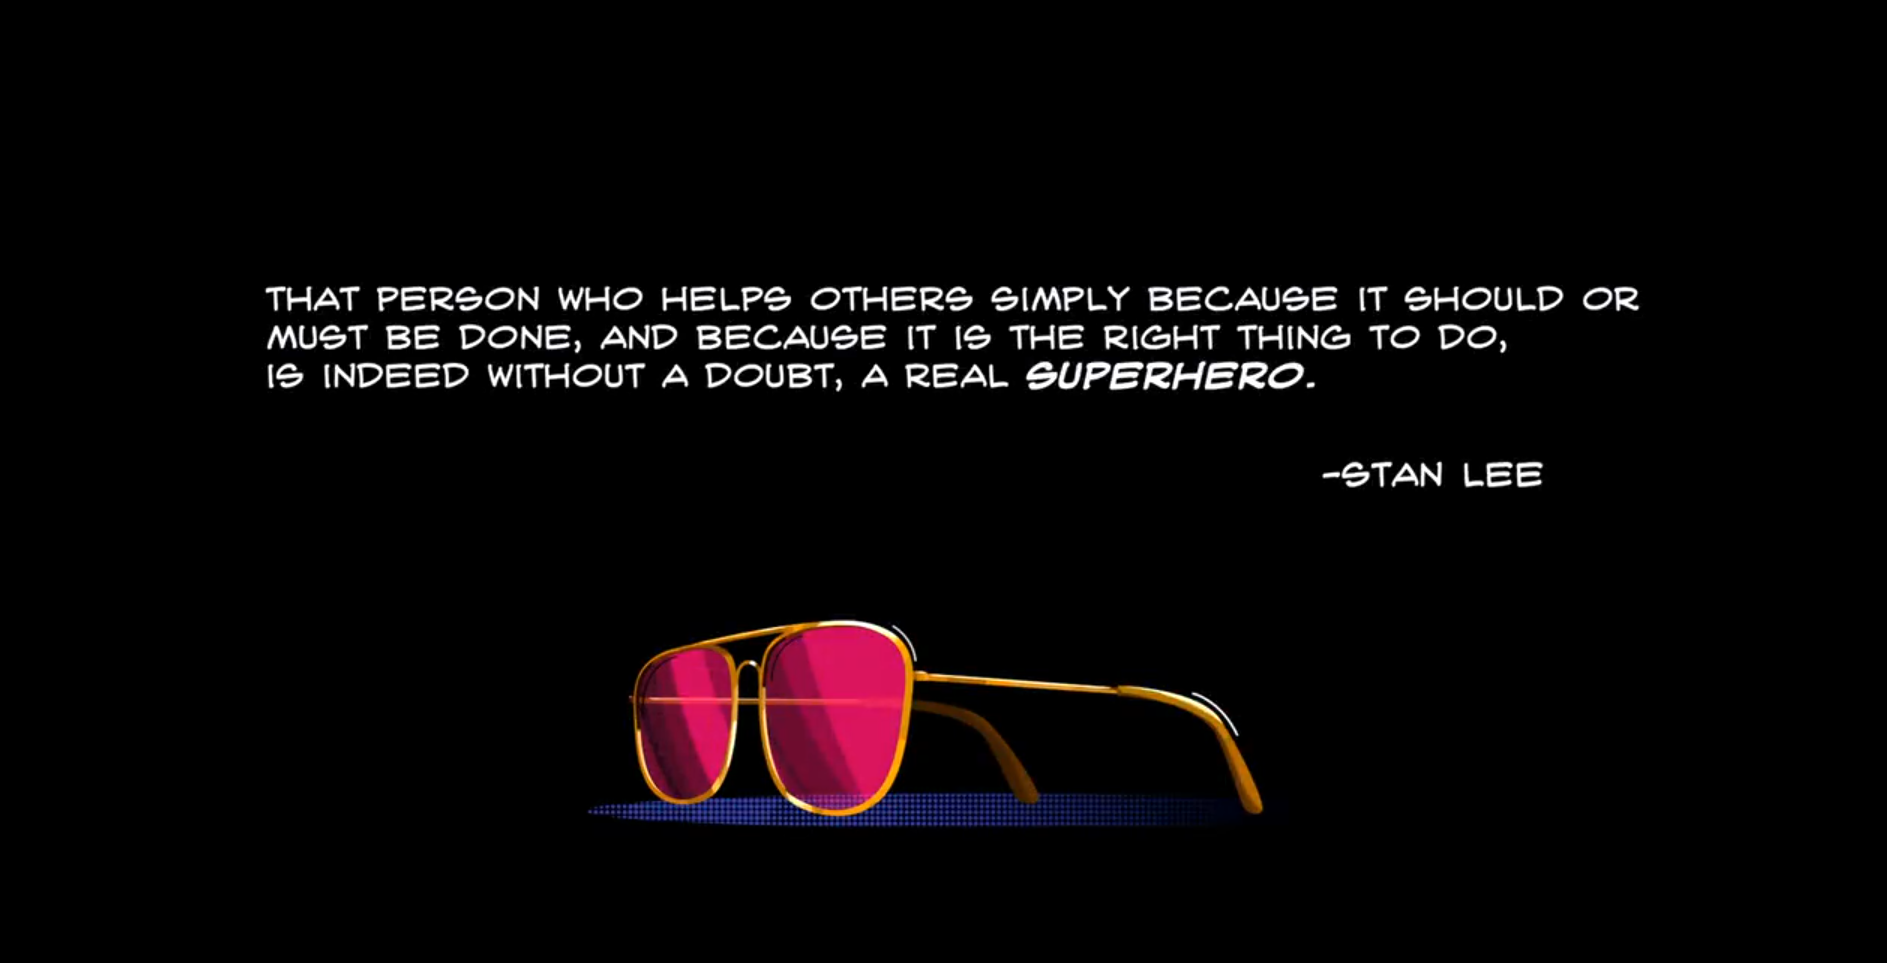 THAT PERSON WHO HELPS OTHERS SIMPLY BECAUSE IT SHOULD OR
MUST BE DONE, AND BECAUSE IT IS THE RIGHT THING TO DO,
IS INDEED WITHOUT A DOUBT, A REAL SUPERHERO.
-STAN LEE